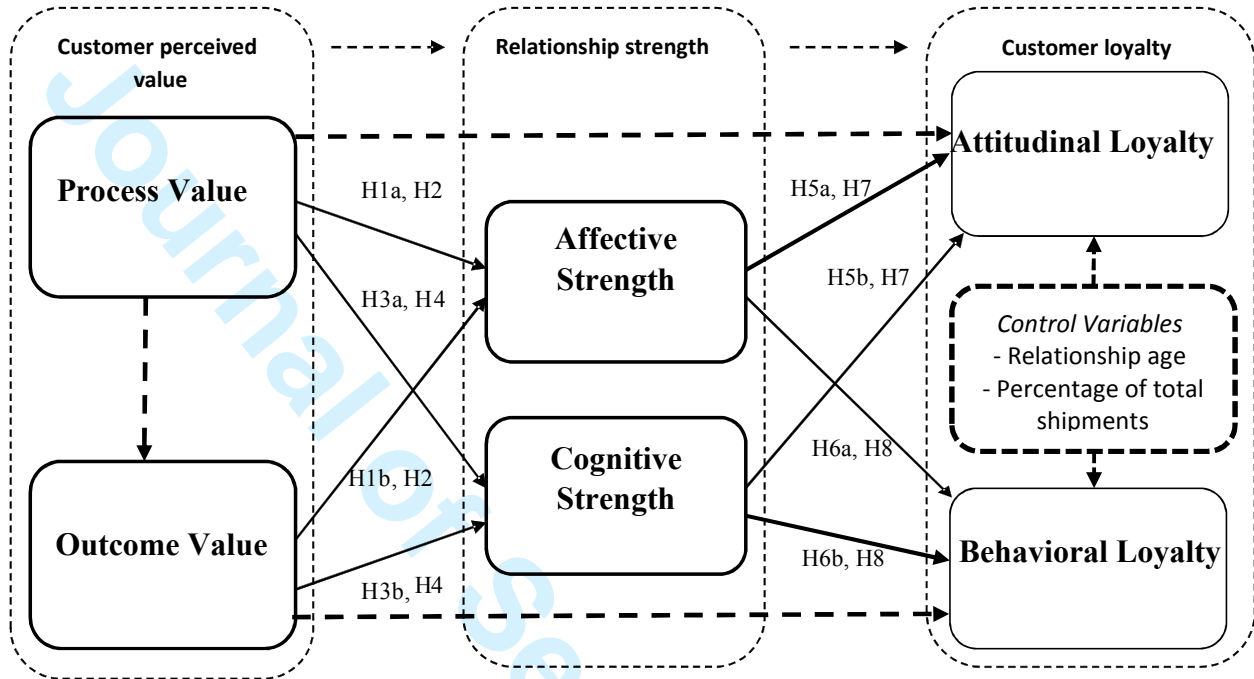 Customer perceived
value
Relationship strength
Customer loyalty
Process Value
Outcome Value
H1a, H2
H3a, H4
H1b, H2
H3b, H4
Affective
Strength
Cognitive
Strength
H5a, H7
H5b, H7
H6a, H8
H6b, H8
Attitudinal Loyalty
Control Variables
- Relationship age
- Percentage of total
shipments
Behavioral Loyalty
Journal of Se